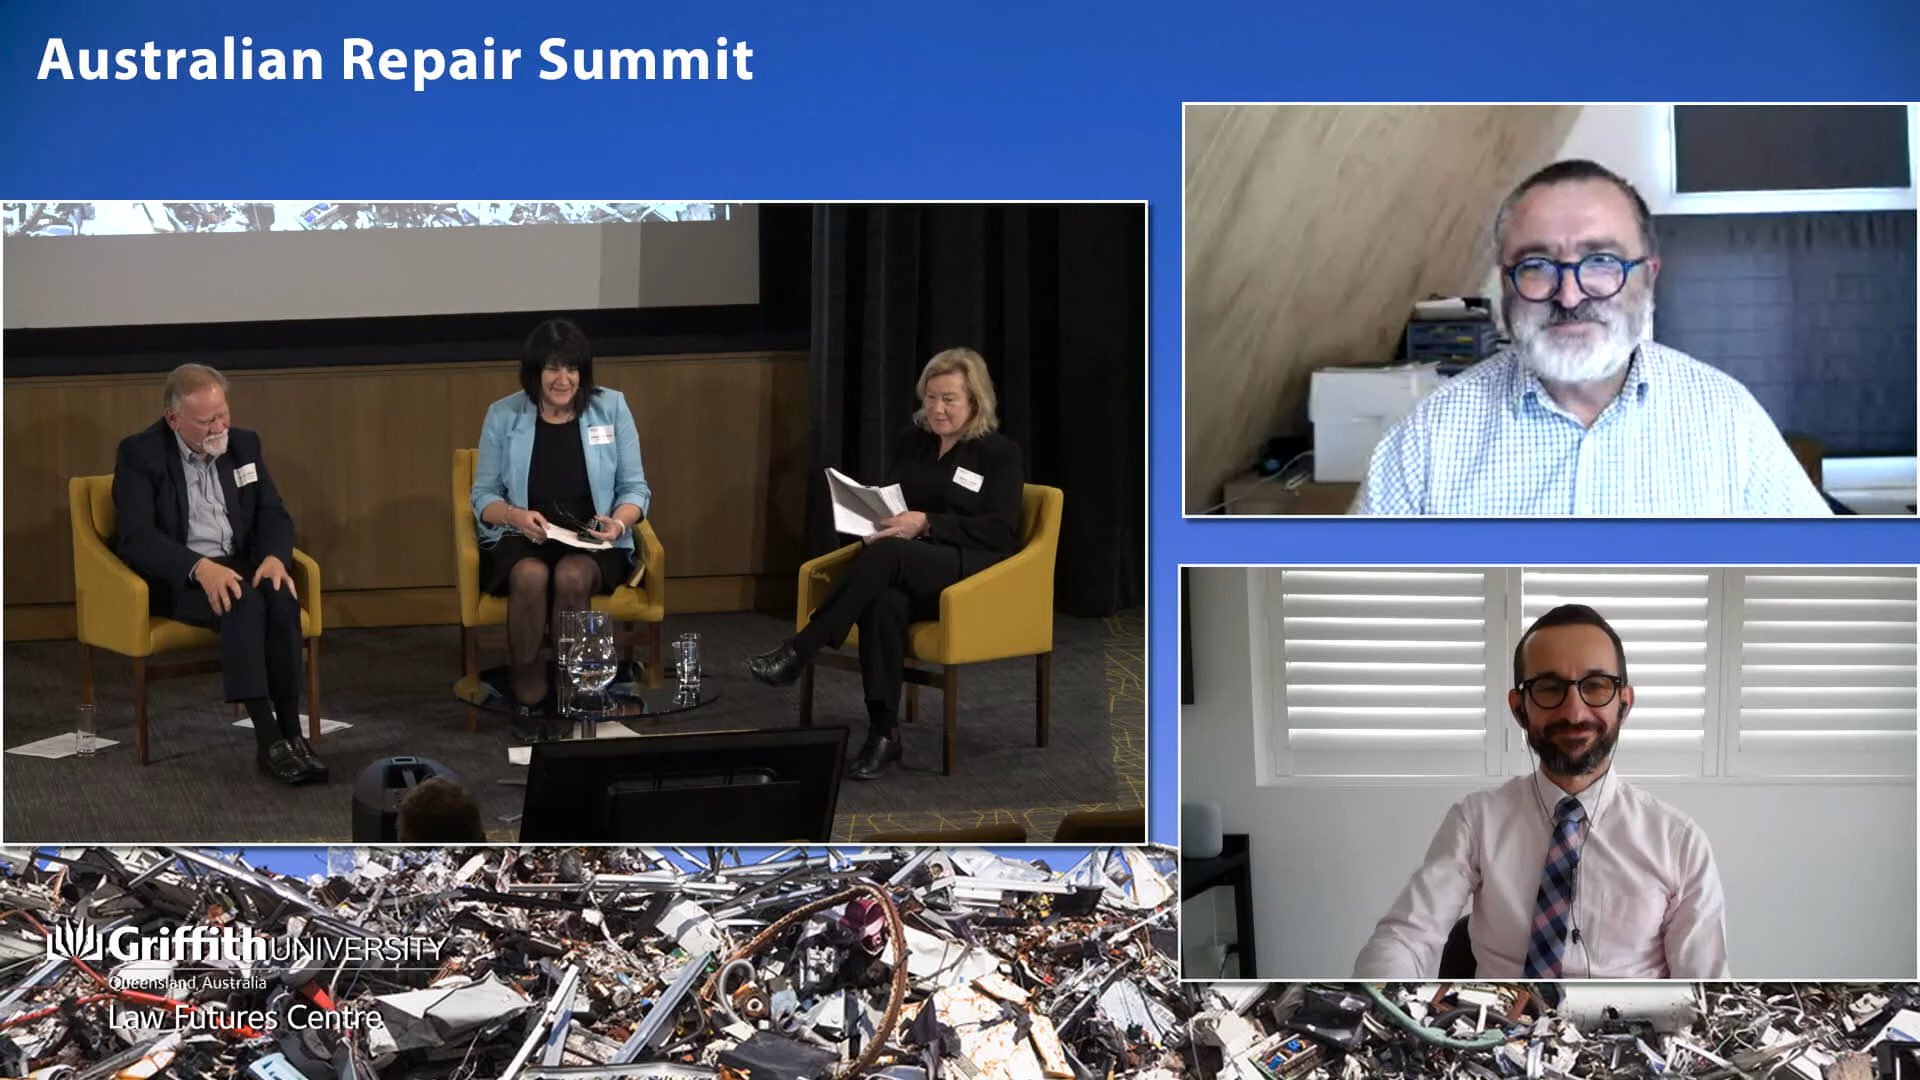 Australian Repair Summit
Griffith UNIVERSITY
Queensland, Australia
Law Futures Centre